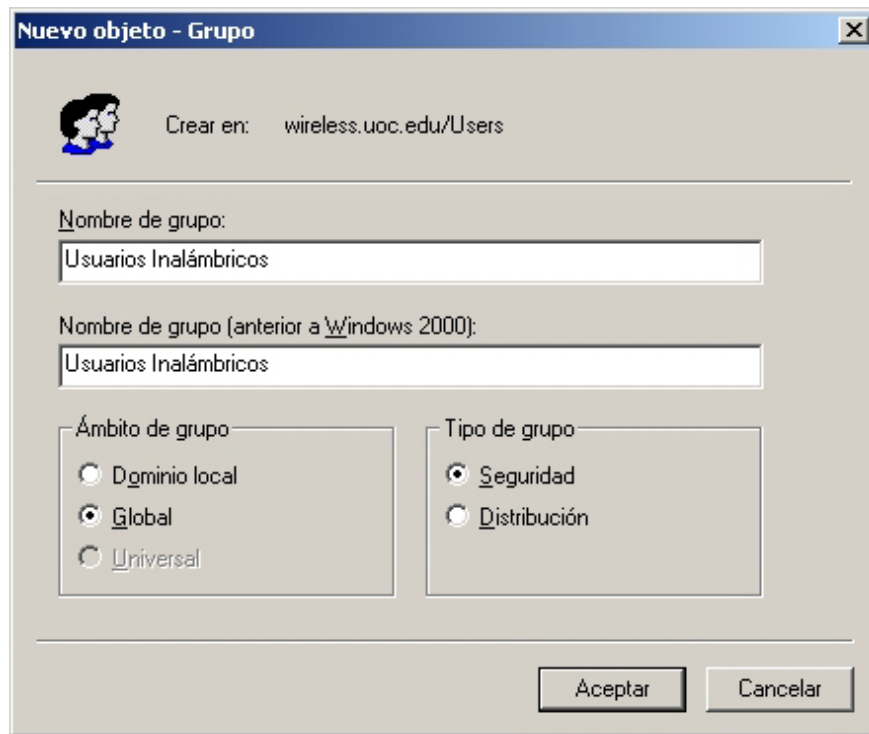 Nuevo objeto - Grupo
Crear en: wireless.uoc.edu/Users
Nombre de grupo:
Usuarios Inalámbricos
Nombre de grupo (anterior a Windows 2000):
Usuarios Inalámbricos
Ámbito de grupo
Dominio local
Global
Universal
Tipo de grupo
Seguridad
Distribución
Aceptar
Cancelar